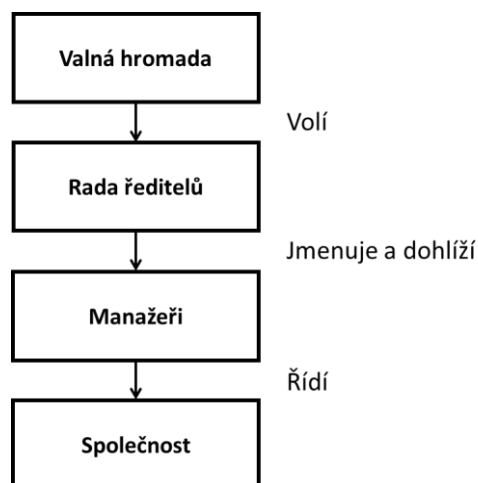 Valná hromada
Volí
Rada ředitelů
Jmenuje a dohlíží
Manažeři
Řídí
Společnost